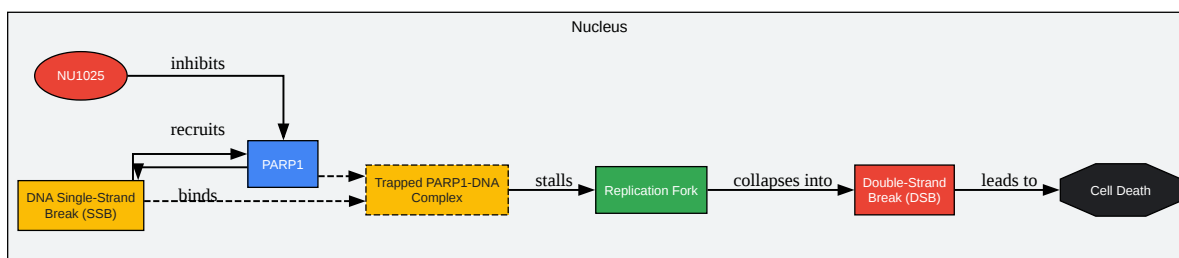 Nucleus
inhibits
NU1025
recruits
PARP1
DNA Single-Strand
Break (SSB)
binds
Trapped PARP1-DNA
Complex
stalls
Replication Fork
collapses into
Double-Strand
Break (DSB)
leads to
Cell Death